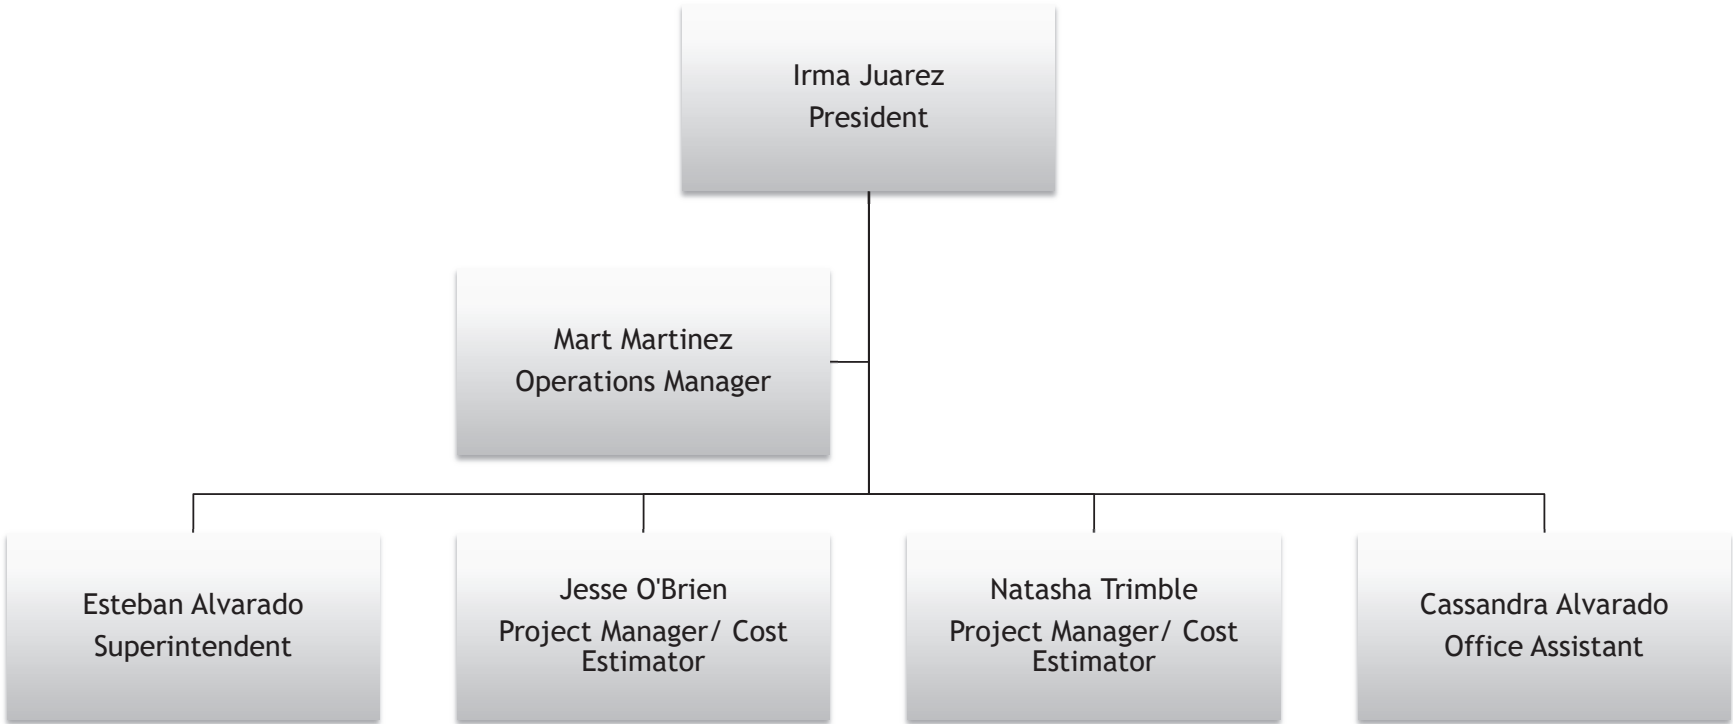 Irma Juarez
President
Mart Martinez
Operations Manager
Esteban Alvarado
Superintendent
Jesse O'Brien
Project Manager/ Cost
Estimator
Natasha Trimble
Project Manager/ Cost
Estimator
Cassandra Alvarado
Office Assistant